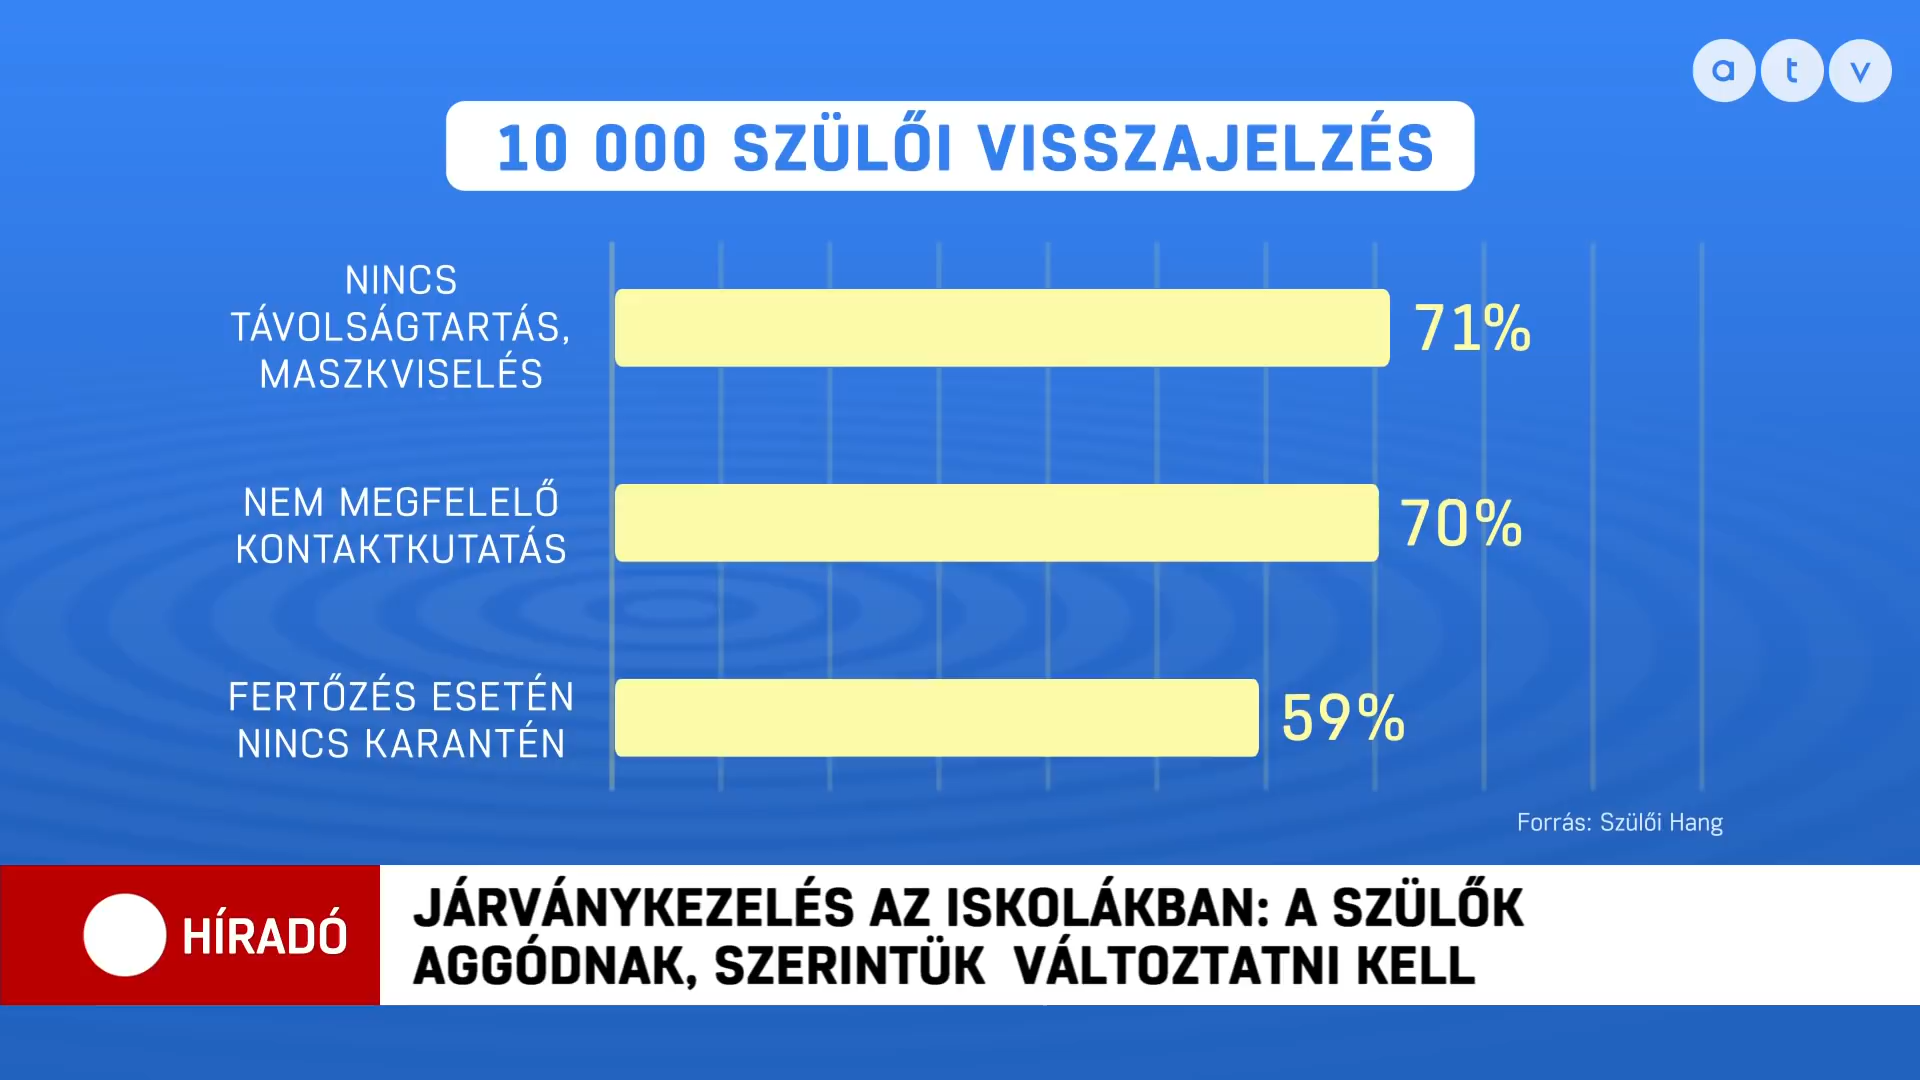 a t v
10 000 SZÜLŐI VISSZAJELZÉS
NINCS
TÁVOLSÁGTARTÁS,
MASZKVISELÉS
71%
NEM MEGFELELŐ
KONTAKTKUTATÁS
70%
FERTŐZÉS ESETÉN
NINCS KARANTÉN
59%
Forrás: Szülői Hang
HÍRADÓ
JÁRVÁNYKEZELÉS AZ ISKOLÁKBAN: A SZÜLŐK
AGGÓDNAK, SZERINTÜK VÁLTOZTATNI KELL